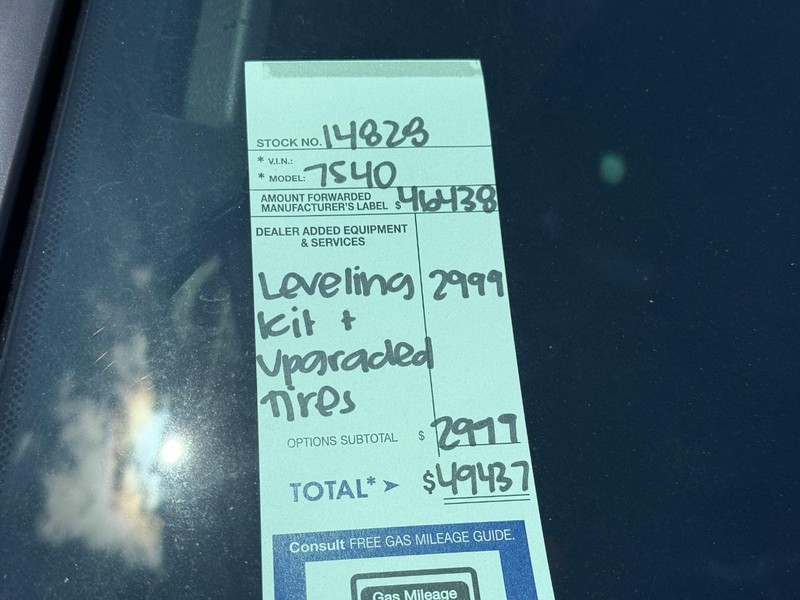 STOCK NO. 14828
* V.I.N.:
* MODEL: 7540
AMOUNT FORWARDED
MANUFACTURER'S LABEL $46438
DEALER ADDED EQUIPMENT
& SERVICES
Leveling 2999
kit +
Upgraded
Tires
OPTIONS SUBTOTAL $ 2999
TOTAL* ➤ $49437
Consult FREE GAS MILEAGE GUIDE.
Gas Mileage